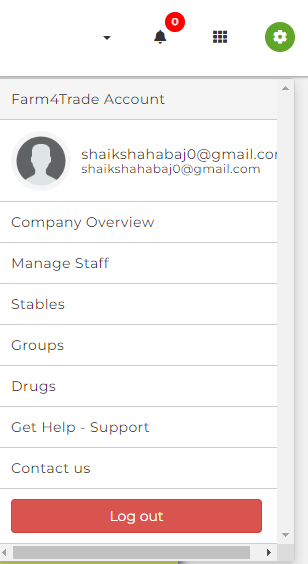 0
Farm4Trade Account
shaikshahabaj0@gmail.com
shaikshahabaj0@gmail.com
Company Overview
Manage Staff
Stables
Groups
Drugs
Get Help - Support
Contact us
Log out